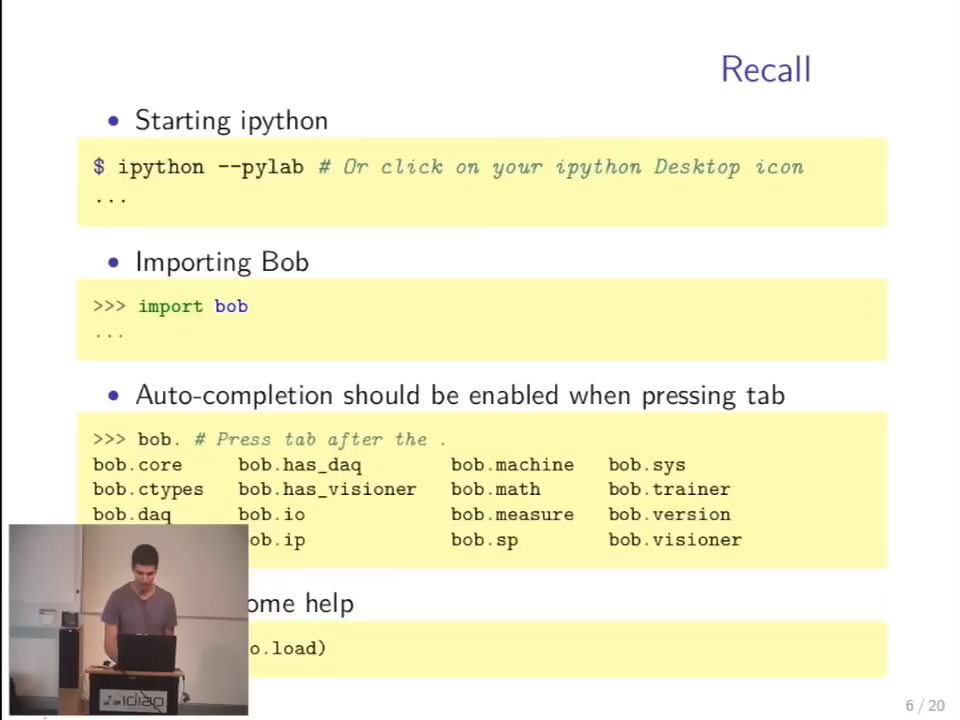 Recall
• Starting ipython
$ ipython --pylab # Or click on your ipython Desktop icon
...
• Importing Bob
>>> import bob
...
• Auto-completion should be enabled when pressing tab
>>> bob. # Press tab after the .
bob.core bob.has_daq bob.machine bob.sys
bob.ctypes bob.has_visioner bob.math bob.trainer
bob.daq bob.io bob.measure bob.version
ob.ip bob.sp bob.visioner
ome help
o.load)
idiap
6 / 20